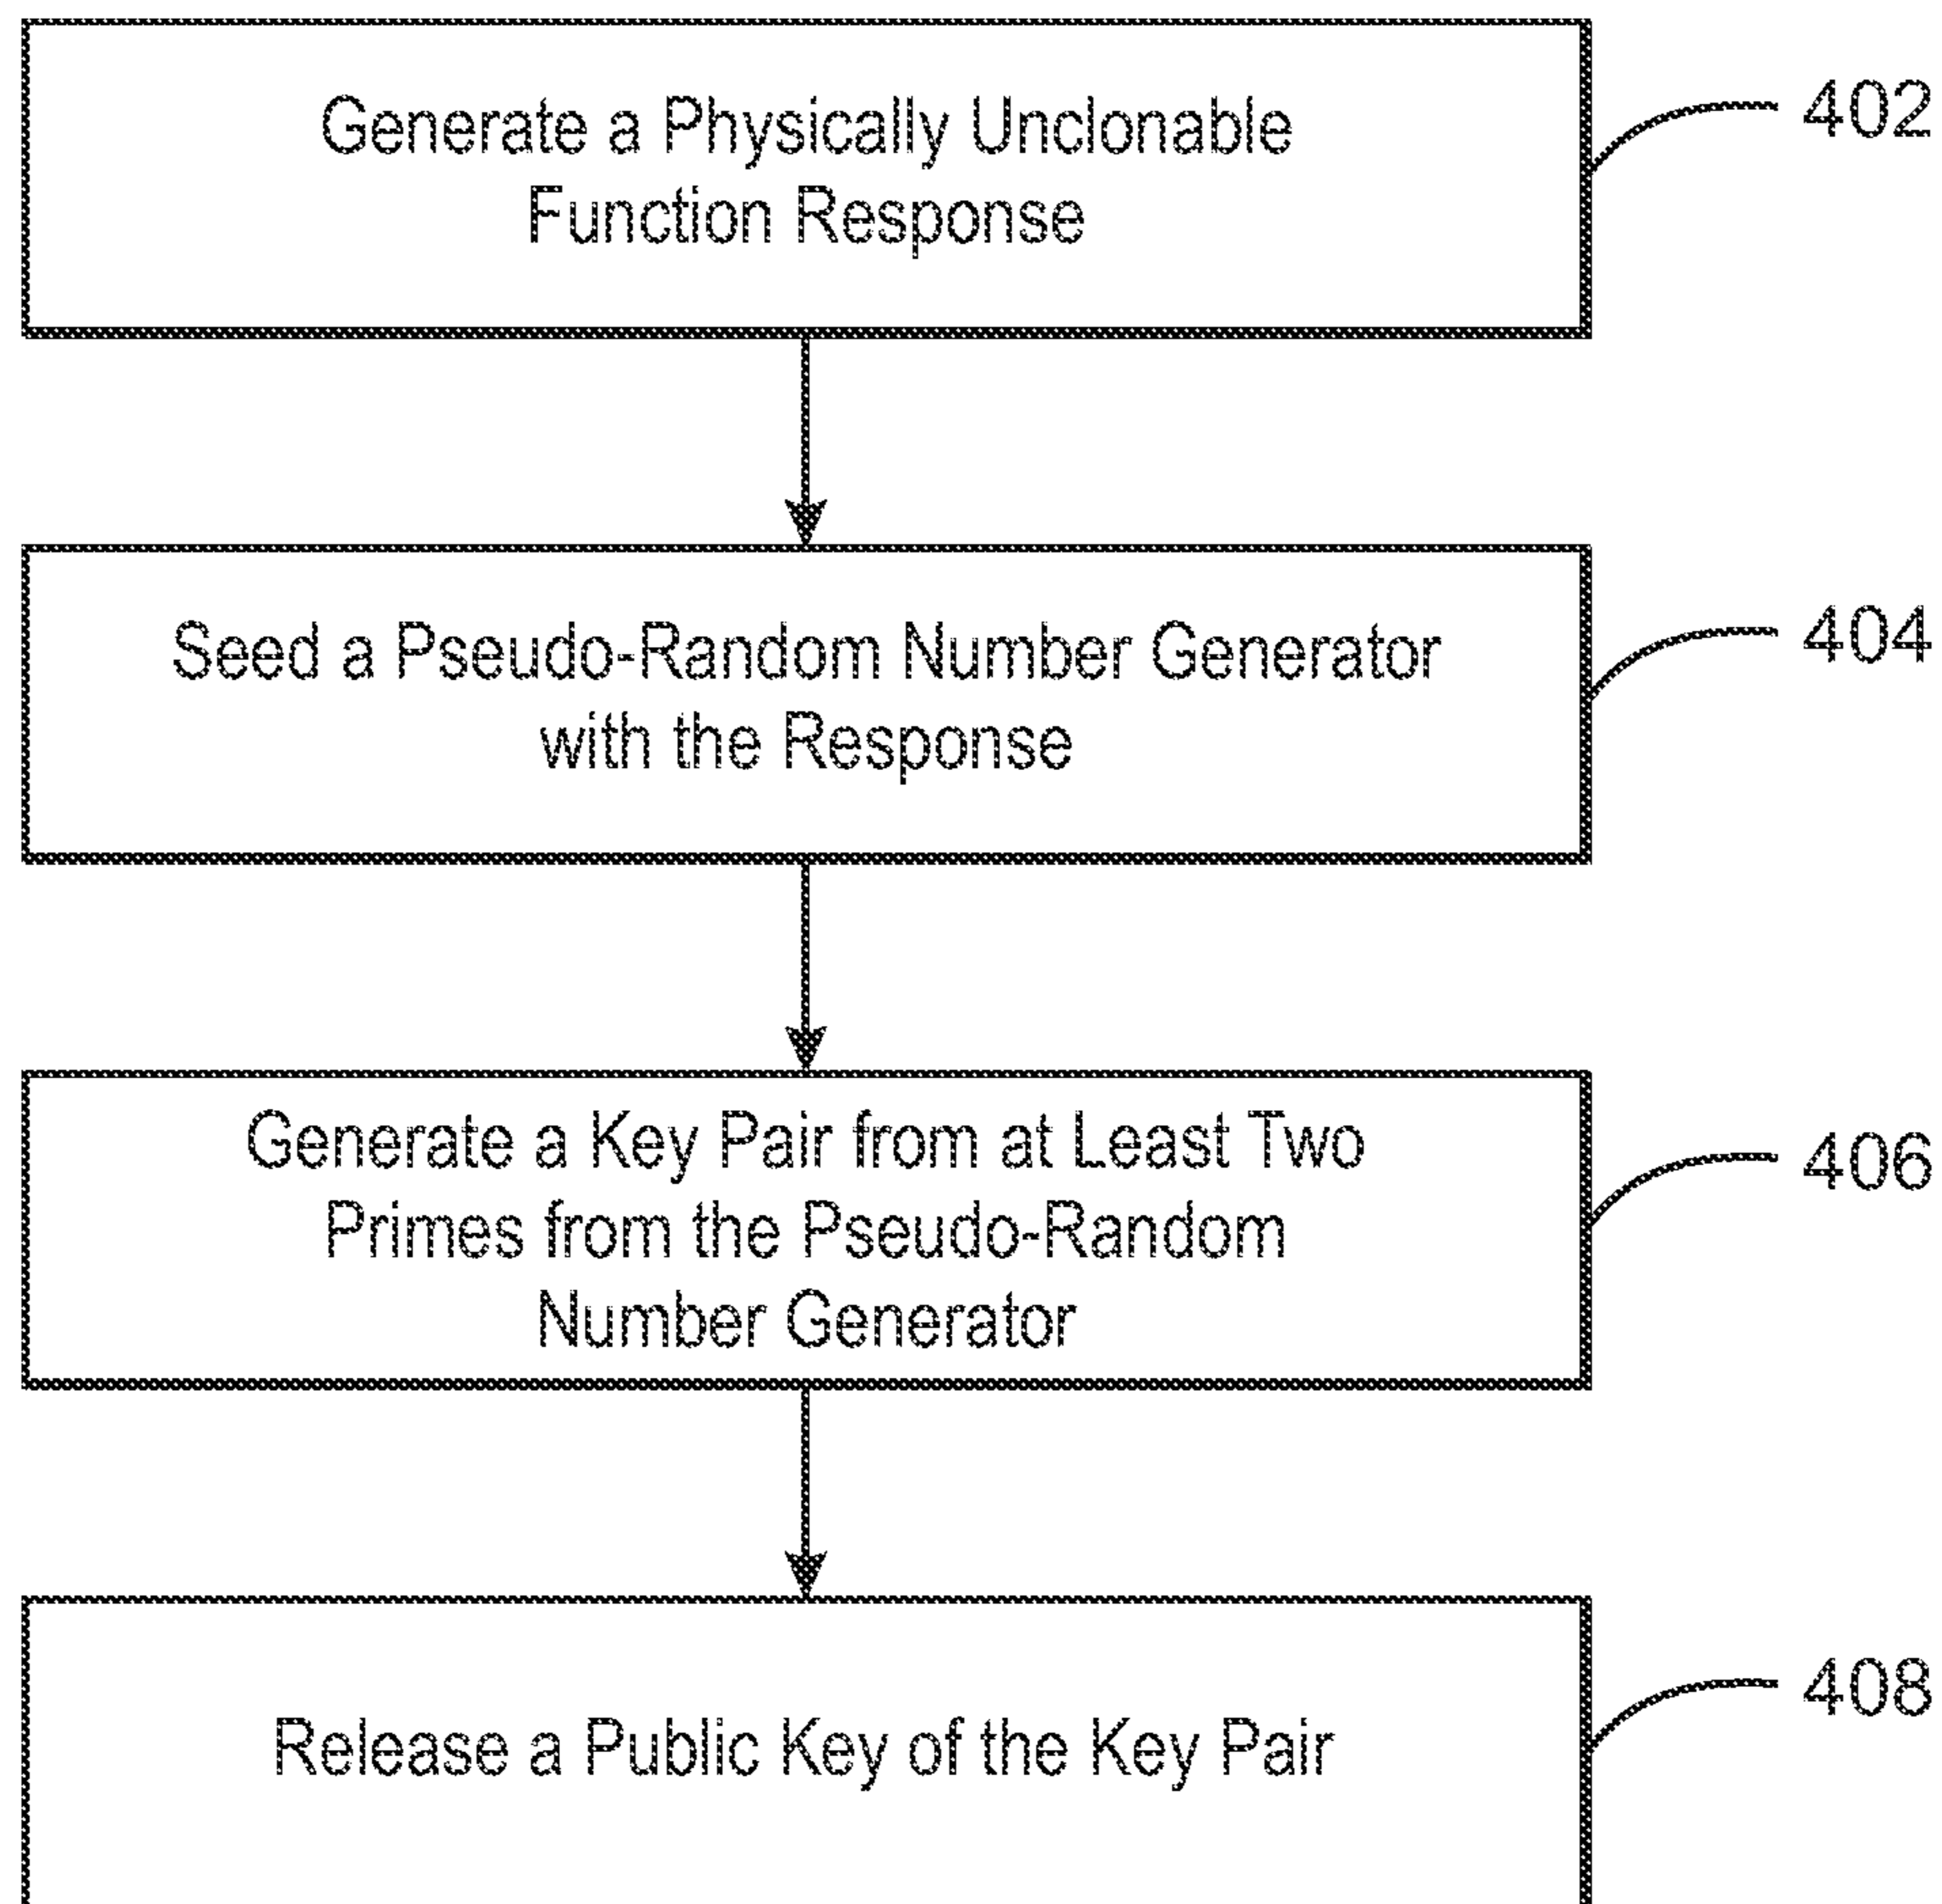 Generate a Physically Unclonable
Function Response
402
Seed a Pseudo-Random Number Generator
with the Response
404
Generate a Key Pair from at Least Two
Primes from the Pseudo-Random
Number Generator
406
Release a Public Key of the Key Pair
408